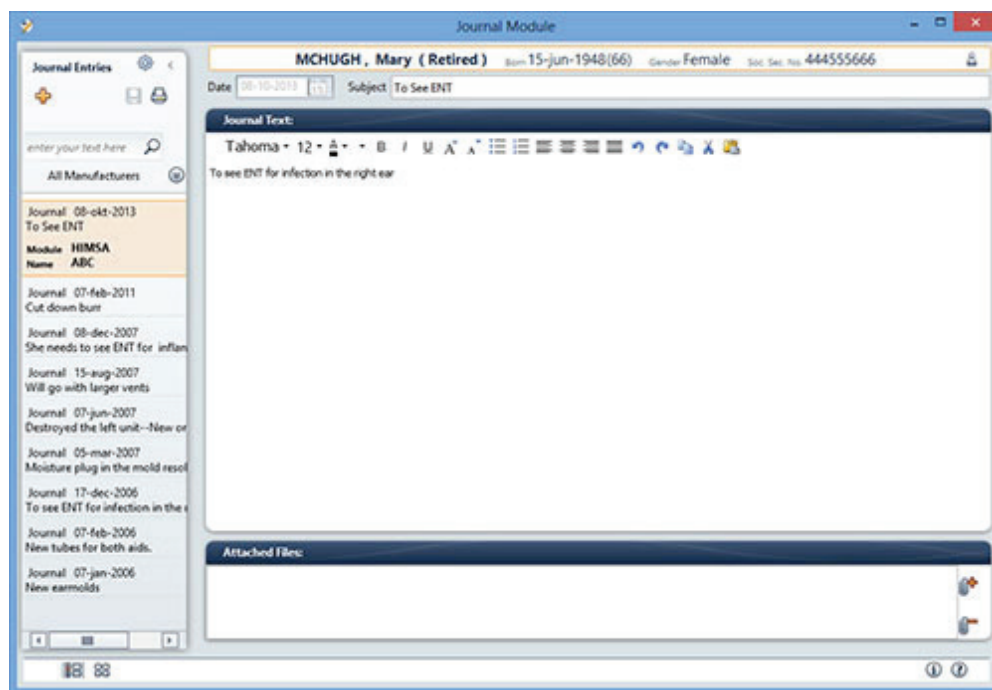 Journal Module
Journal Entries
enter your text here
All Manufacturers
Journal 08-okt-2013
To See ENT
Module HIMSA
Name ABC
Journal 07-feb-2011
Cut down burr
Journal 08-dec-2007
She needs to see ENT for inflan
Journal 15-aug-2007
Will go with larger vents
Journal 07-jun-2007
Destroyed the left unit--New or
Journal 05-mar-2007
Moisture plug in the mold resol
Journal 17-dec-2006
To see ENT for infection in the
Journal 07-feb-2006
New tubes for both aids.
Journal 07-jan-2006
New earmolds
MCHUGH, Mary (Retired) Born 15-jun-1948(66) Gender Female Soc. Sec. No. 444555666
Date 08-10-2013 Subject To See ENT
Journal Text:
Tahoma 12 A B I U A A
To see ENT for infection in the right ear
Attached Files: